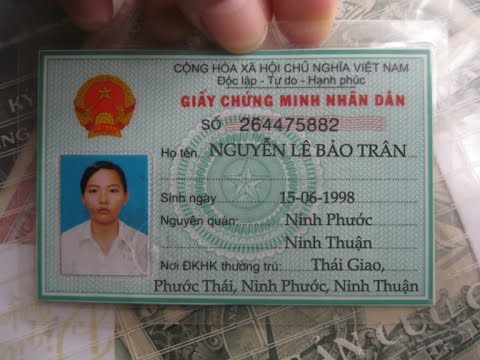 CỘNG HÒA XÃ HỘI CHỦ NGHĨA VIỆT NAM
Độc lập - Tự do - Hạnh phúc
GIẤY CHỨNG MINH NHÂN DÂN
SỐ 264475882
Họ tên: NGUYỄN LÊ BẢO TRÂN
Sinh ngày 15-06-1998
Nguyên quán: Ninh Phước
Ninh Thuận
Nơi ĐKHK thường trú: Thái Giao,
Phước Thái, Ninh Phước, Ninh Thuận